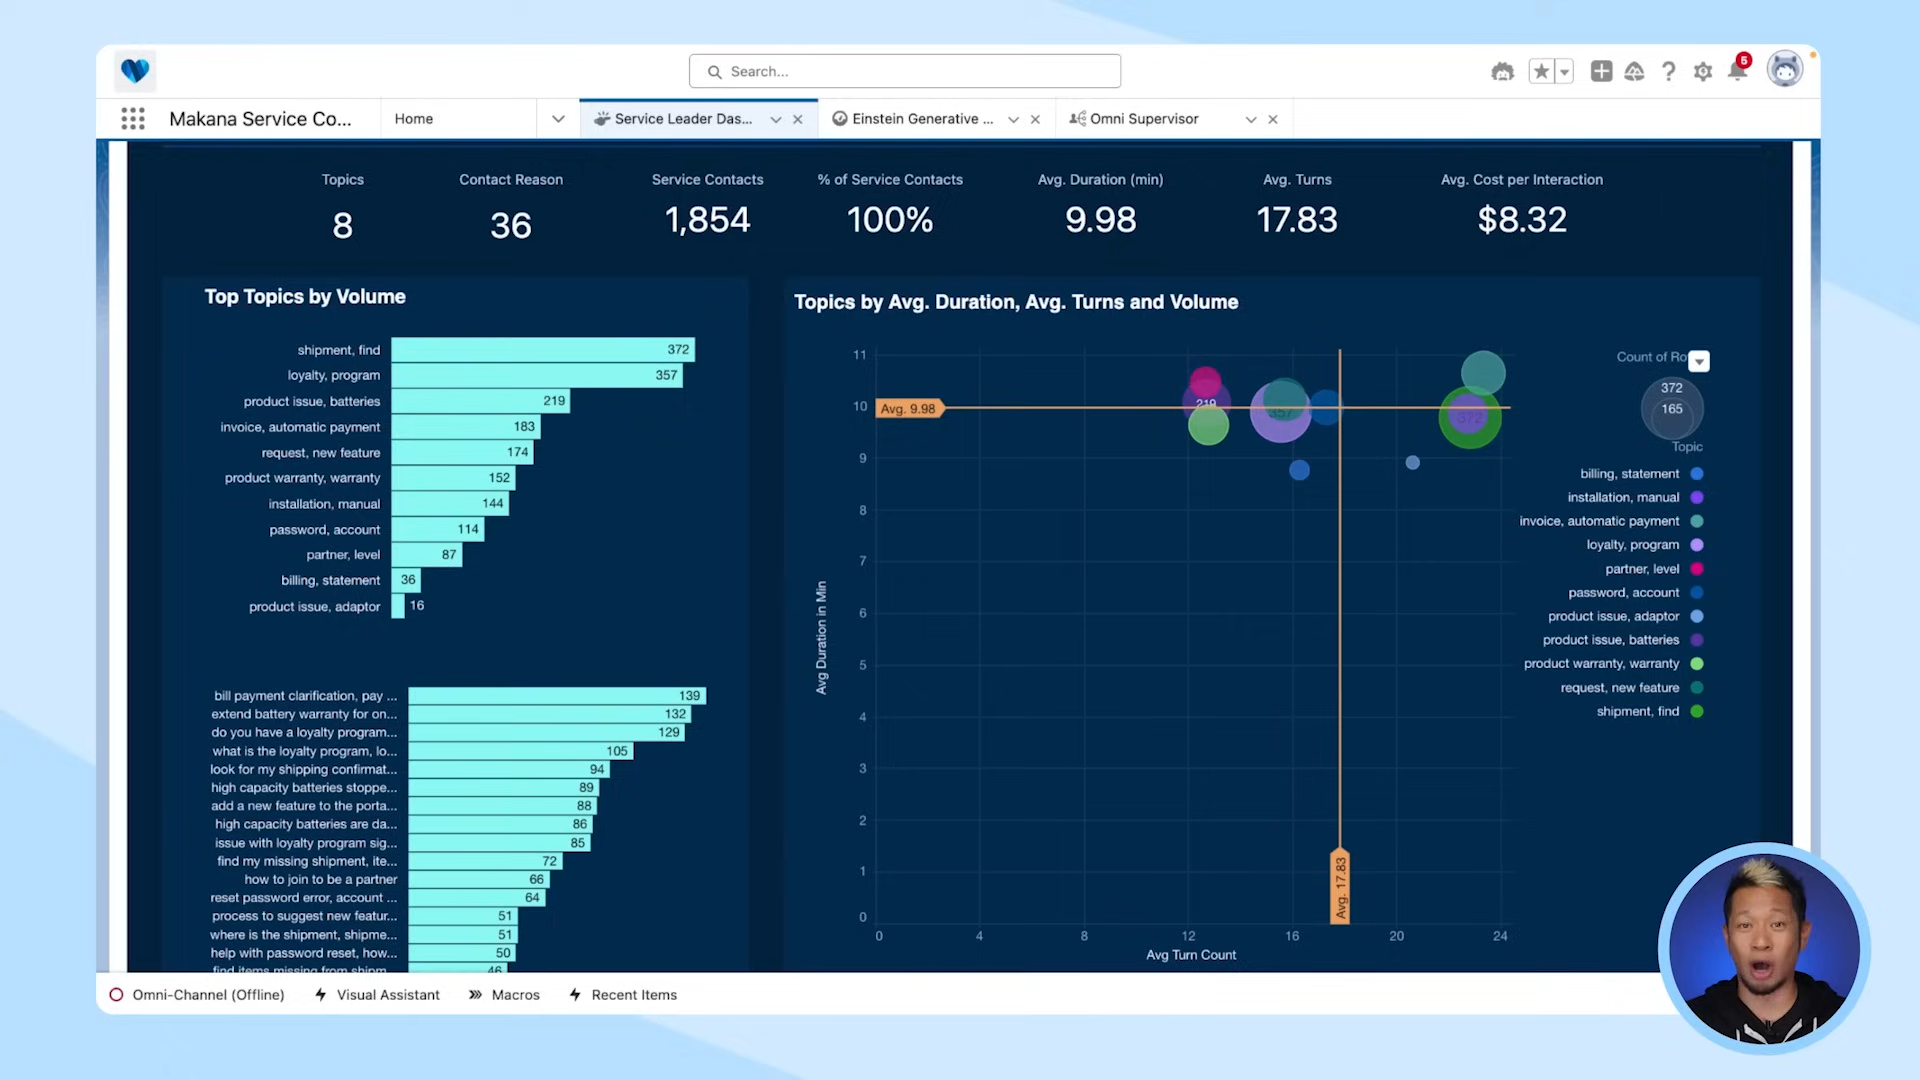 Search...
5
Makana Service Co...
Home
Service Leader Das...
Einstein Generative ...
Omni Supervisor
Topics
8
Contact Reason
36
Service Contacts
1,854
% of Service Contacts
100%
Avg. Duration (min)
9.98
Avg. Turns
17.83
Avg. Cost per Interaction
$8.32
Top Topics by Volume
shipment, find 372
loyalty, program 357
product issue, batteries 219
invoice, automatic payment 183
request, new feature 174
product warranty, warranty 152
installation, manual 144
password, account 114
partner, level 87
billing, statement 36
product issue, adaptor 16
bill payment clarification, pay ... 139
extend battery warranty for on... 132
do you have a loyalty program... 129
what is the loyalty program, lo... 105
look for my shipping confirmat... 94
high capacity batteries stoppe... 89
add a new feature to the porta... 88
high capacity batteries are da... 86
issue with loyalty program sig... 85
find my missing shipment, ite... 72
how to join to be a partner 66
reset password error, account ... 64
process to suggest new featur... 51
where is the shipment, shipme... 51
help with password reset, how... 50
find items missing from shipm... 46
Topics by Avg. Duration, Avg. Turns and Volume
Avg Duration in Min
11
10
9
8
7
6
5
4
3
2
1
0
Avg. 9.98
219
357
372
Avg. 17.83
0 4 8 12 16 20 24
Avg Turn Count
Count of Ro
372
165
Topic
billing, statement
installation, manual
invoice, automatic payment
loyalty, program
partner, level
password, account
product issue, adaptor
product issue, batteries
product warranty, warranty
request, new feature
shipment, find
Omni-Channel (Offline)
Visual Assistant
Macros
Recent Items